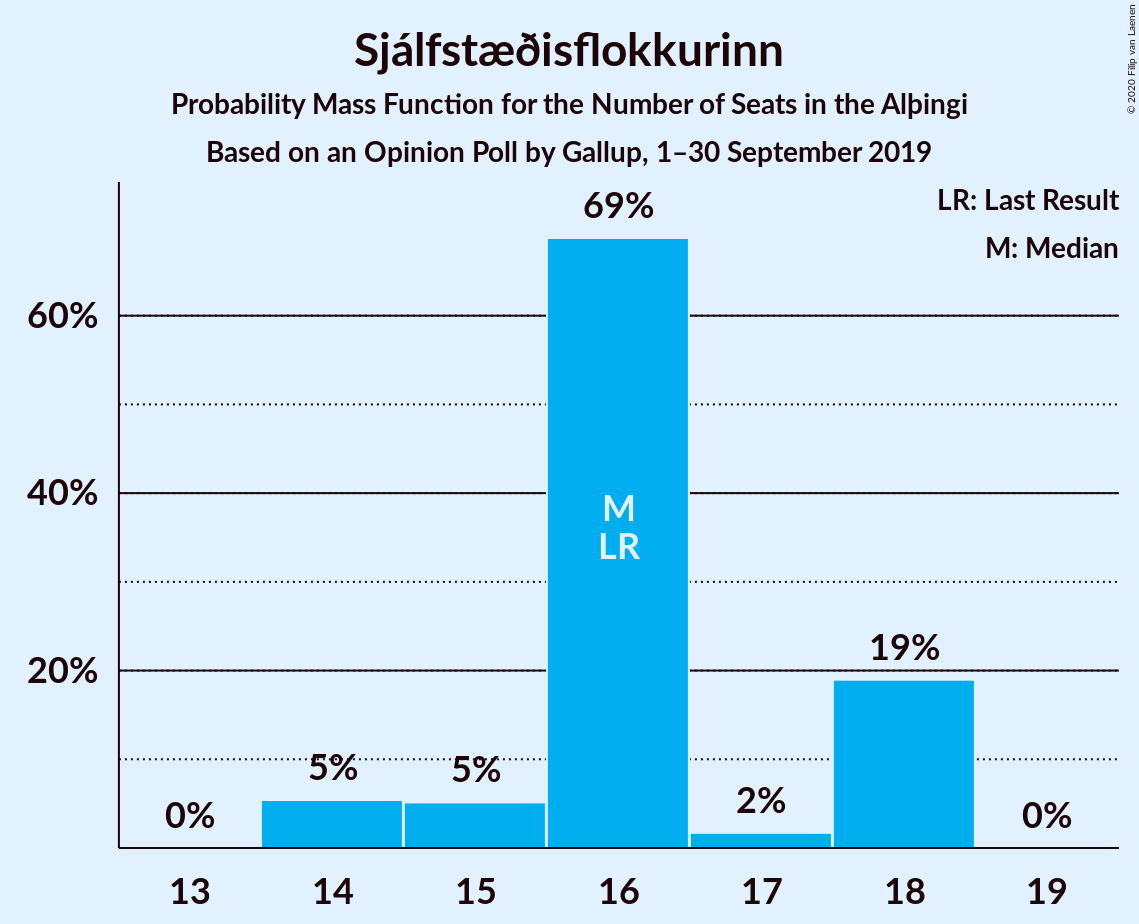 Sjálfstæðisflokkurinn
Probability Mass Function for the Number of Seats in the Alþingi
Based on an Opinion Poll by Gallup, 1–30 September 2019
© 2020 Filip van Laenen
LR: Last Result
M: Median
60%
40%
20%
0%
5%
5%
69%
M
LR
2%
19%
0%
13
14
15
16
17
18
19